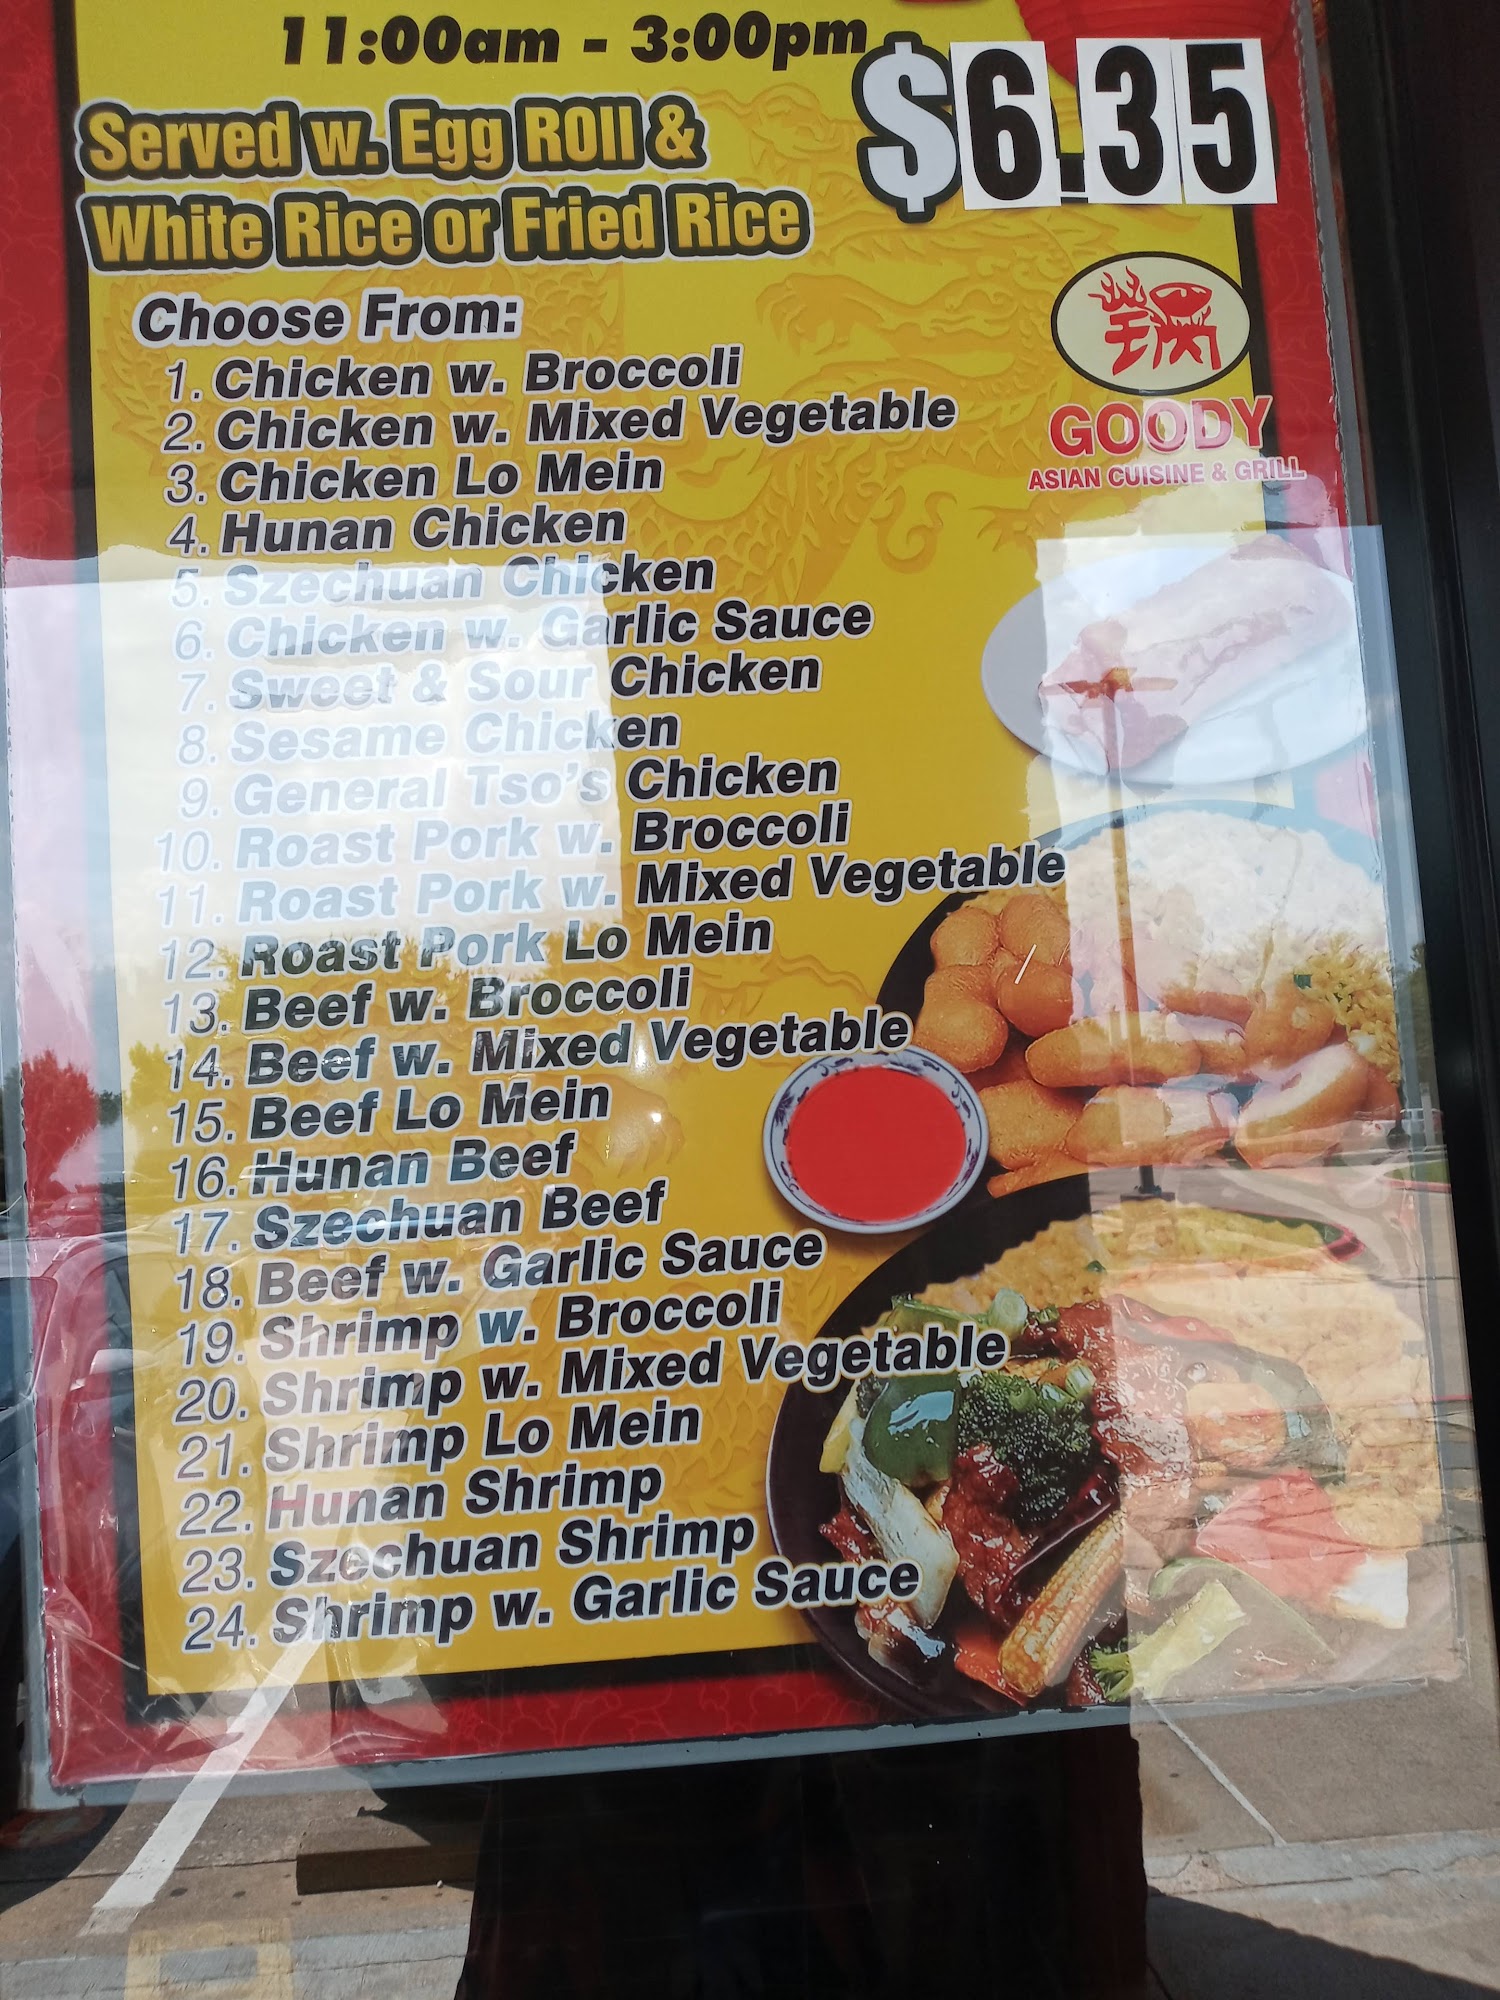 11:00am - 3:00pm
$6.35
Served w. Egg ROll &
White Rice or Fried Rice
Choose From:
GOODY
ASIAN CUISINE & GRILL
1. Chicken w. Broccoli
2. Chicken w. Mixed Vegetable
3. Chicken Lo Mein
4. Hunan Chicken
5. Szechuan Chicken
6. Chicken w. Garlic Sauce
7. Sweet & Sour Chicken
8. Sesame Chicken
9. General Tso's Chicken
10. Roast Pork w. Broccoli
11. Roast Pork w. Mixed Vegetable
12. Roast Pork Lo Mein
13. Beef w. Broccoli
14. Beef w. Mixed Vegetable
15. Beef Lo Mein
16. Hunan Beef
17. Szechuan Beef
18. Beef w. Garlic Sauce
19. Shrimp w. Broccoli
20. Shrimp w. Mixed Vegetable
21. Shrimp Lo Mein
22. Hunan Shrimp
23. Szechuan Shrimp
24. Shrimp w. Garlic Sauce